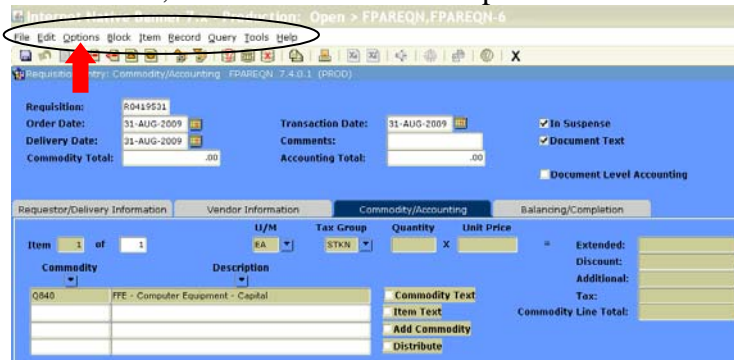 Internet Native Banner 7.x - Production: Open > FPAREQN,FPAREQN-6
File Edit Options Block Item Record Query Tools Help
X
Requisition Entry: Commodity/Accounting FPAREQN 7.4.0.1 (PROD)
Requisition: R0419531
Order Date: 31-AUG-2009 Transaction Date: 31-AUG-2009 In Suspense
Delivery Date: 31-AUG-2009 Comments: Document Text
Commodity Total: .00 Accounting Total: .00
Document Level Accounting
Requestor/Delivery Information Vendor Information Commodity/Accounting Balancing/Completion
U/M Tax Group Quantity Unit Price
Item 1 of 1 EA STKN X = Extended:
Discount:
Commodity Description Additional:
Q840 FFE - Computer Equipment - Capital Commodity Text Tax:
Item Text Commodity Line Total:
Add Commodity
Distribute